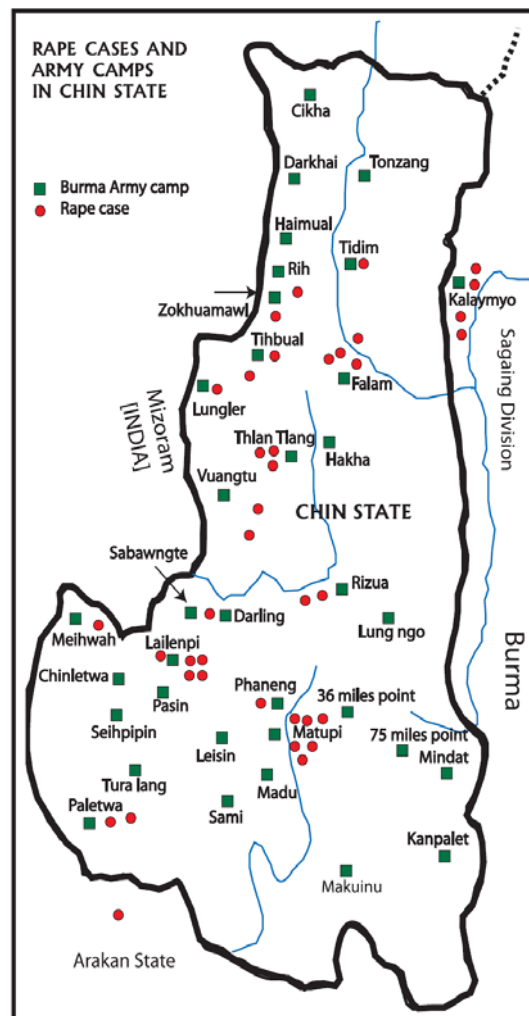 RAPE CASES AND
ARMY CAMPS
IN CHIN STATE
Burma Army camp
Rape case
Cikha
Darkhai
Tonzang
Haimual
Tidim
Rih
Kalaymyo
Zokhuamawl
Tihbual
Falam
Lungler
Mizoram
[INDIA]
Sagaing Division
Thlan Tlang
Hakha
Vuangtu
CHIN STATE
Sabawngte
Rizua
Darling
Lung ngo
Meihwah
Lailenpi
Burma
Chinletwa
Pasin
Phaneng
36 miles point
Seihpipin
Matupi
75 miles point
Leisin
Mindat
Tura lang
Madu
Paletwa
Sami
Kanpalet
Makuinu
Arakan State